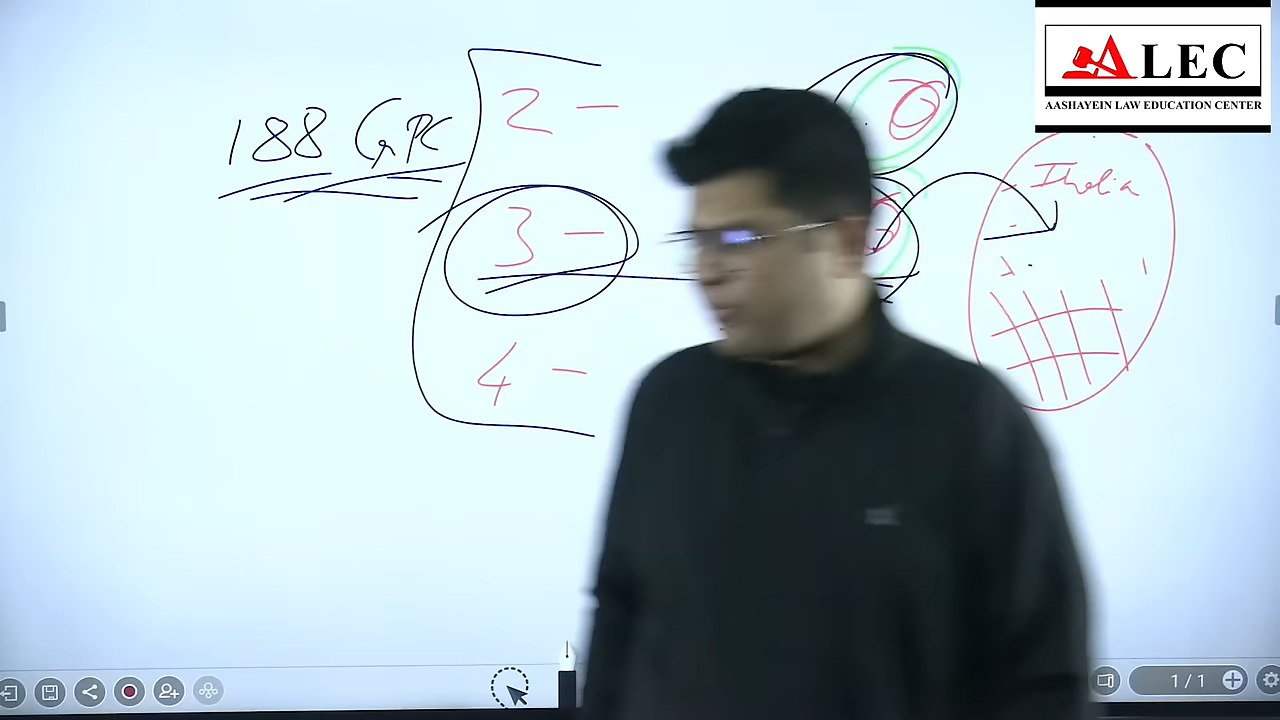 ALEC
AASHAYEIN LAW EDUCATION CENTER
188 CrPC
2 -
3 -
4 -
India
1/1